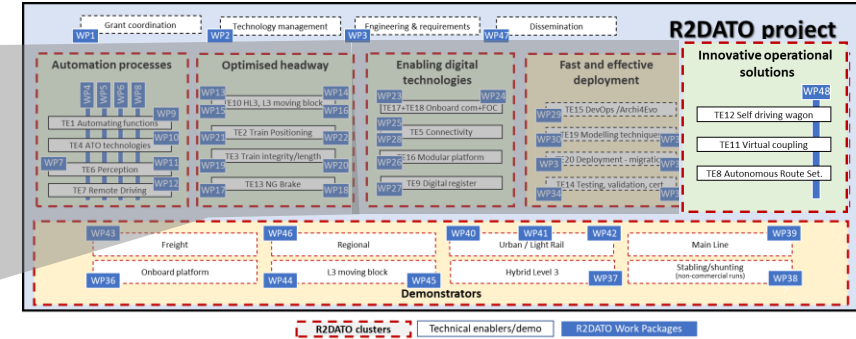 Grant coordination
WP1
Technology management
WP2
Engineering & requirements
WP3
Dissemination
WP47
R2DATO project
Automation processes
WP4
WP5
WP6
WP8
WP9
TE1 Automating functions
WP10
TE4 ATO technologies
WP7
WP11
TE6 Perception
WP12
TE7 Remote Driving
Optimised headway
WP13
WP14
TE10 HL3, L3 moving block
WP15
WP16
TE2 Train Positioning
WP21
WP22
TE3 Train integrity/length
WP19
WP20
TE13 NG Brake
WP17
WP18
Enabling digital
technologies
WP23
WP24
TE17+TE18 Onboard com+FOC
WP25
TE5 Connectivity
WP26
WP28
TE16 Modular platform
TE9 Digital register
WP27
Fast and effective
deployment
TE15 DevOps /Archi4Evo
WP29
TE19 Modelling techniques
WP30
TE20 Deployment - migration
TE14 Testing, validation, cert
WP34
Innovative operational
solutions
WP48
TE12 Self driving wagon
TE11 Virtual coupling
TE8 Autonomous Route Set.
WP43
Freight
WP46
Regional
WP40
WP41
WP42
Urban / Light Rail
Main Line
WP39
WP36
Onboard platform
WP44
L3 moving block
WP45
Hybrid Level 3
WP37
Stabling/shunting
(non-commercial runs)
WP38
Demonstrators
R2DATO clusters
Technical enablers/demo
R2DATO Work Packages